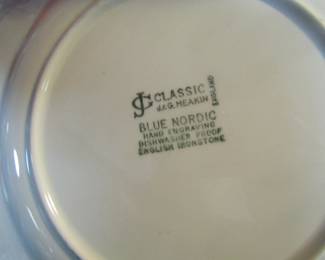 CLASSIC
J&G. MEAKIN
ENGLAND
BLUE NORDIC
HAND ENGRAVING
DISHWASHER PROOF
ENGLISH IRONSTONE